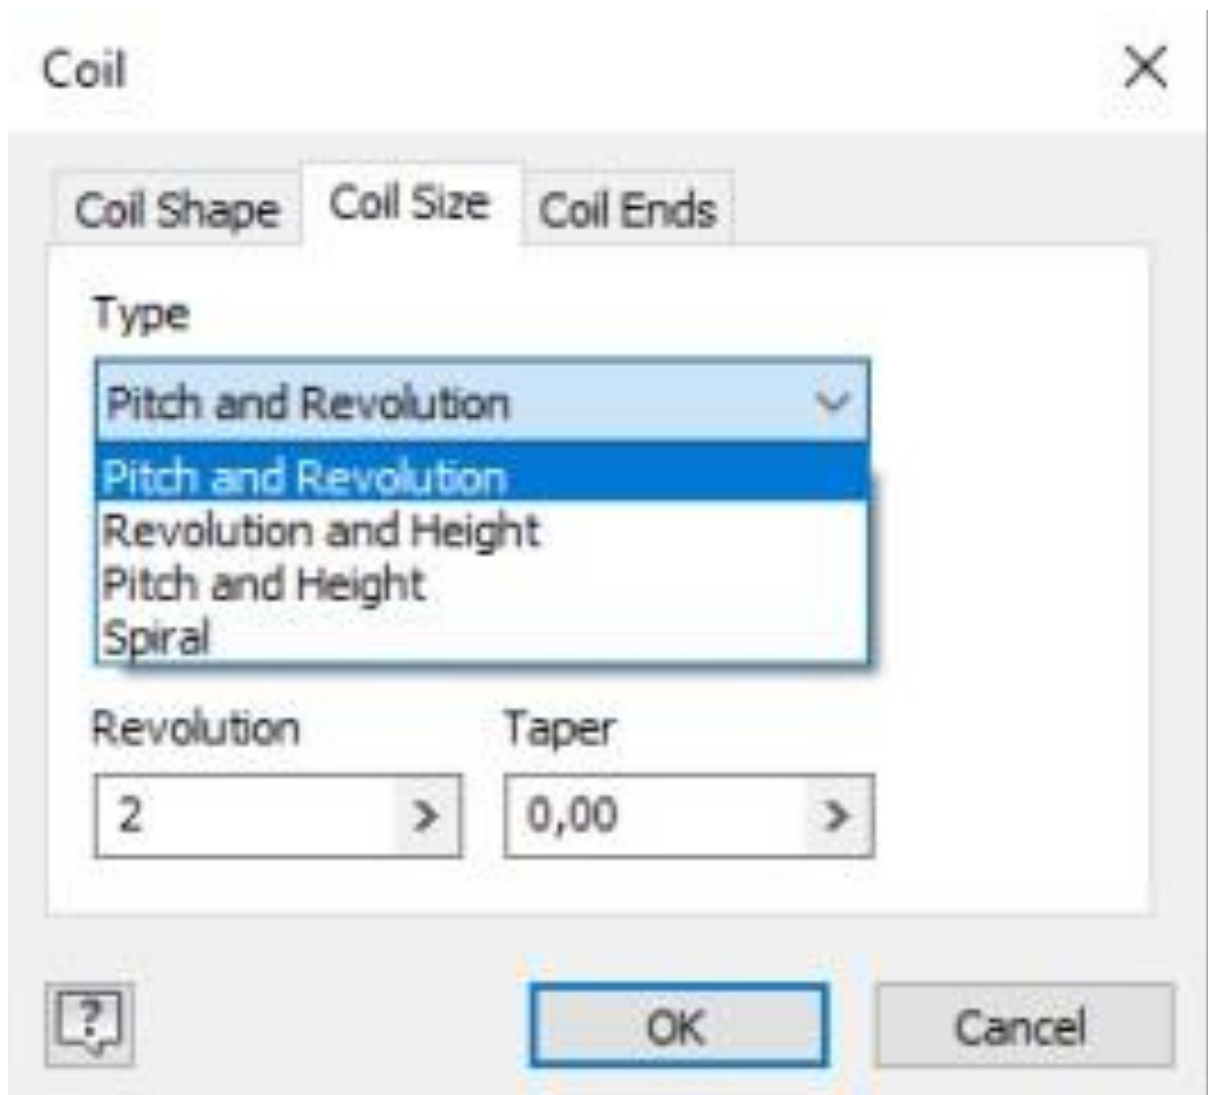 Coil
Coil Shape Coil Size Coil Ends
Type
Pitch and Revolution
Pitch and Revolution
Revolution and Height
Pitch and Height
Spiral
Revolution Taper
2 > 0,00 >
? OK Cancel